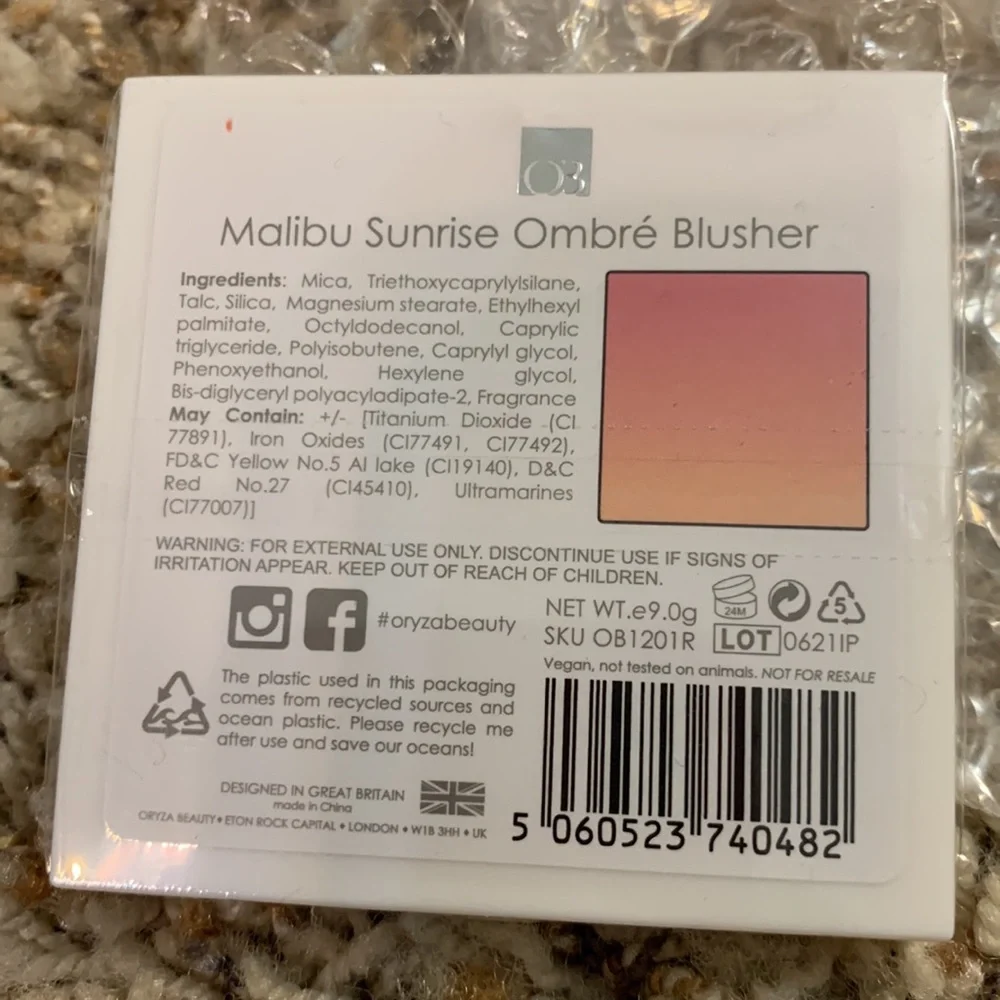 OB
Malibu Sunrise Ombré Blusher
Ingredients: Mica, Triethoxycaprylylsilane,
Talc, Silica, Magnesium stearate, Ethylhexyl
palmitate, Octyldodecanol, Caprylic
triglyceride, Polyisobutene, Caprylyl glycol,
Phenoxyethanol, Hexylene glycol,
Bis-diglyceryl polyacyladipate-2, Fragrance
May Contain: +/- [Titanium Dioxide (CI
77891), Iron Oxides (CI77491, CI77492),
FD&C Yellow No.5 Al lake (CI19140), D&C
Red No.27 (CI45410), Ultramarines
(CI77007)]
WARNING: FOR EXTERNAL USE ONLY. DISCONTINUE USE IF SIGNS OF
IRRITATION APPEAR. KEEP OUT OF REACH OF CHILDREN.
#oryzabeauty
NET WT.e9.0g
24M
5
SKU OB1201R
LOT 0621IP
Vegan, not tested on animals. NOT FOR RESALE
The plastic used in this packaging
comes from recycled sources and
ocean plastic. Please recycle me
after use and save our oceans!
DESIGNED IN GREAT BRITAIN
made in China
ORYZA BEAUTY • ETON ROCK CAPITAL • LONDON • W1B 3HH • UK
5 060523 740482